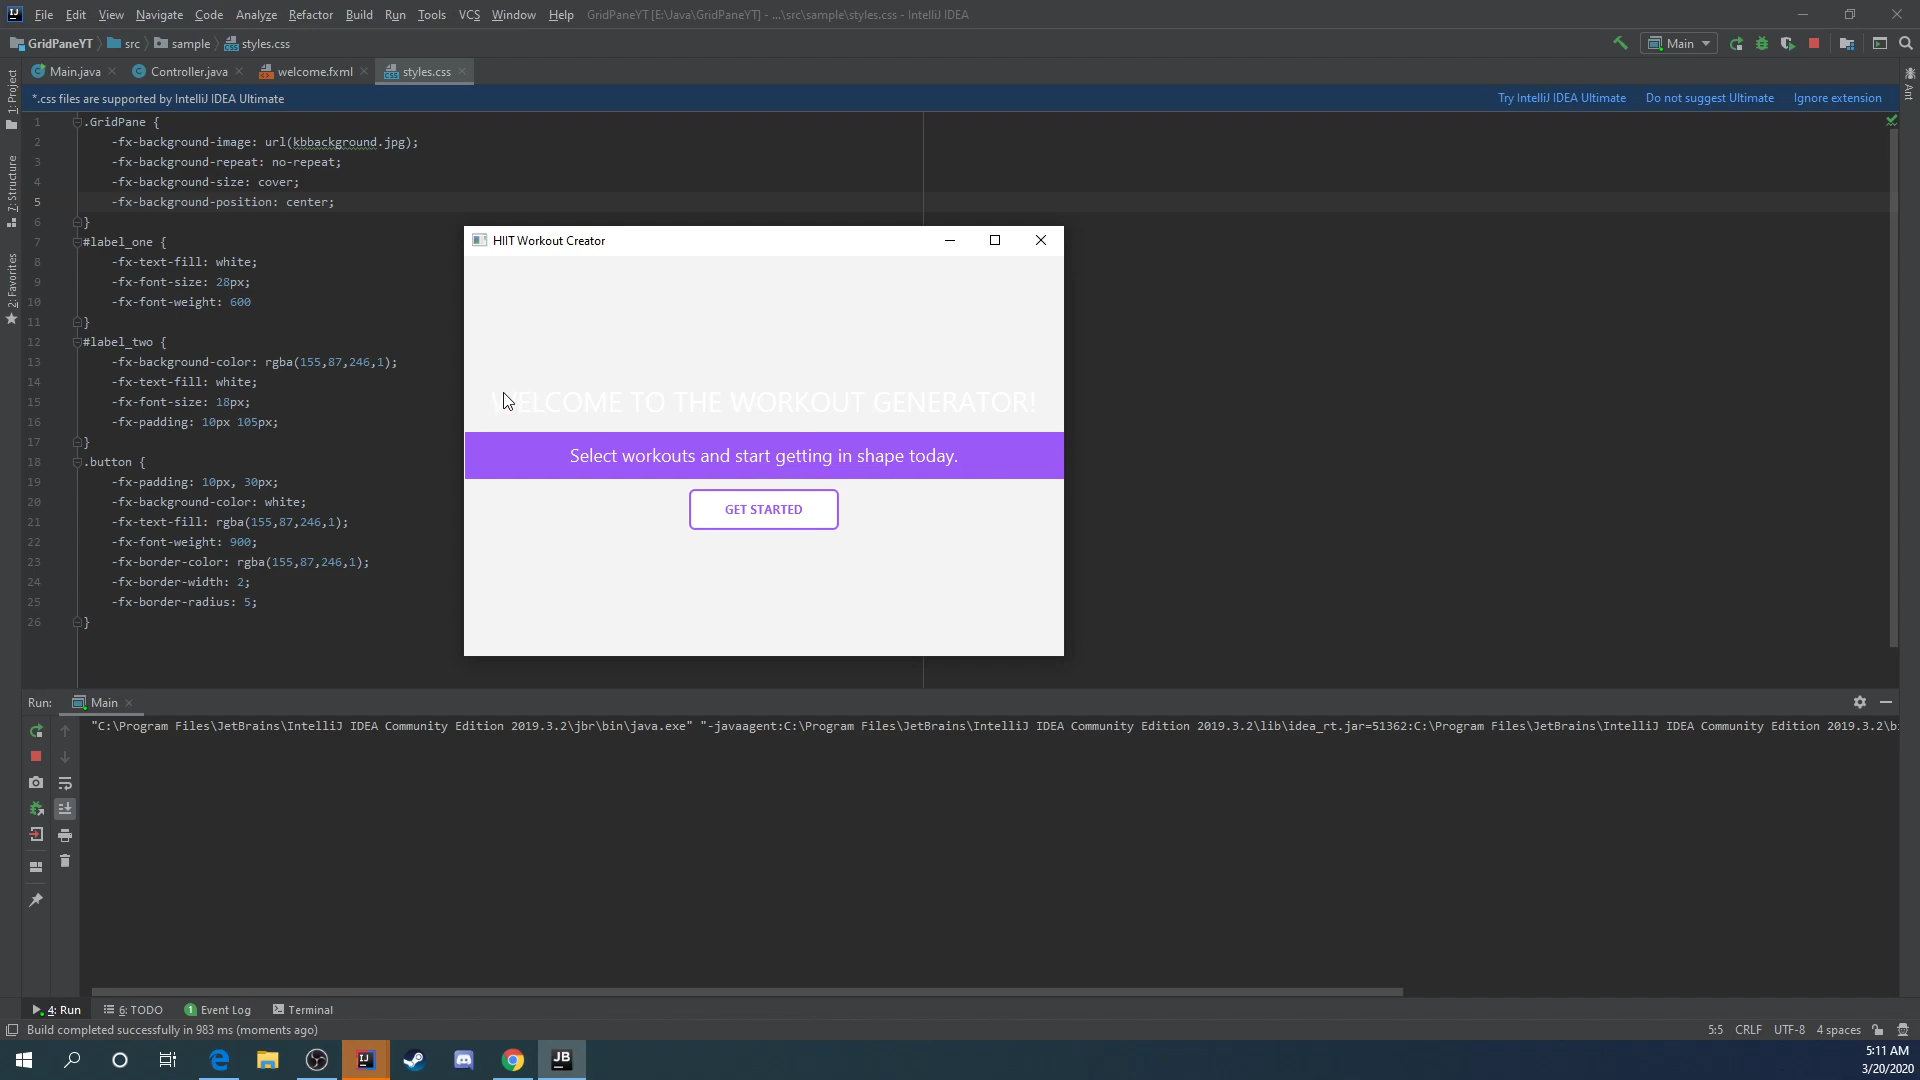 File Edit View Navigate Code Analyze Refactor Build Run Tools VCS Window Help GridPaneYT [E:\Java\GridPaneYT] - ...\src\sample\styles.css - IntelliJ IDEA
GridPaneYT src sample styles.css Main
Main.java Controller.java welcome.fxml styles.css
*.css files are supported by IntelliJ IDEA Ultimate Try IntelliJ IDEA Ultimate Do not suggest Ultimate Ignore extension
1: Project
7: Structure
2: Favorites
Ant
1 .GridPane {
2 -fx-background-image: url(kbbackground.jpg);
3 -fx-background-repeat: no-repeat;
4 -fx-background-size: cover;
5 -fx-background-position: center;
6 }
7 #label_one {
8 -fx-text-fill: white;
9 -fx-font-size: 28px;
10 -fx-font-weight: 600
11 }
12 #label_two {
13 -fx-background-color: rgba(155,87,246,1);
14 -fx-text-fill: white;
15 -fx-font-size: 18px;
16 -fx-padding: 10px 105px;
17 }
18 .button {
19 -fx-padding: 10px, 30px;
20 -fx-background-color: white;
21 -fx-text-fill: rgba(155,87,246,1);
22 -fx-font-weight: 900;
23 -fx-border-color: rgba(155,87,246,1);
24 -fx-border-width: 2;
25 -fx-border-radius: 5;
26 }
HIIT Workout Creator
WELCOME TO THE WORKOUT GENERATOR!
Select workouts and start getting in shape today.
GET STARTED
Run: Main
"C:\Program Files\JetBrains\IntelliJ IDEA Community Edition 2019.3.2\jbr\bin\java.exe" "-javaagent:C:\Program Files\JetBrains\IntelliJ IDEA Community Edition 2019.3.2\lib\idea_rt.jar=51362:C:\Program Files\JetBrains\IntelliJ IDEA Community Edition 2019.3.2\b
4: Run 6: TODO 1 Event Log Terminal
Build completed successfully in 983 ms (moments ago) 5:5 CRLF UTF-8 4 spaces
IJ JB
5:11 AM
3/20/2020